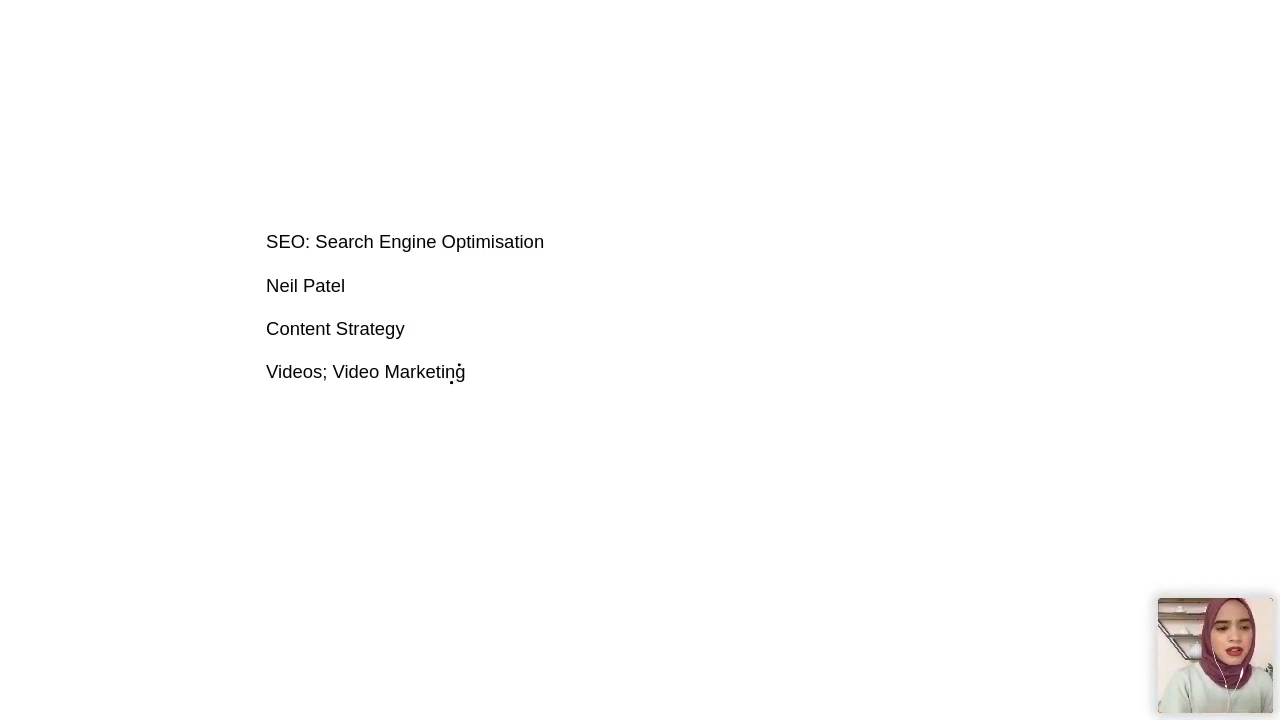 SEO: Search Engine Optimisation
Neil Patel
Content Strategy
Videos; Video Marketing